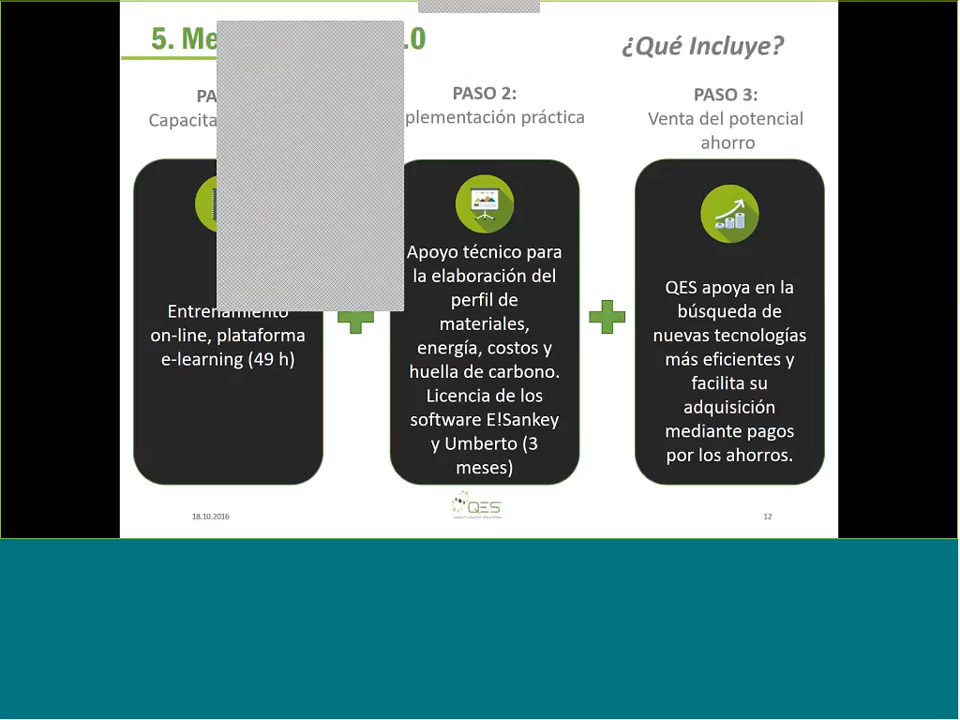 5. Me .0
¿Qué Incluye?
PASO 2:
plementación práctica
PASO 3:
Venta del potencial
ahorro
Entrenamiento
on-line, plataforma
e-learning (49 h)
Apoyo técnico para
la elaboración del
perfil de
materiales,
energía, costos y
huella de carbono.
Licencia de los
software E!Sankey
y Umberto (3
meses)
QES apoya en la
búsqueda de
nuevas tecnologías
más eficientes y
facilita su
adquisición
mediante pagos
por los ahorros.
18.10.2016
QES
12